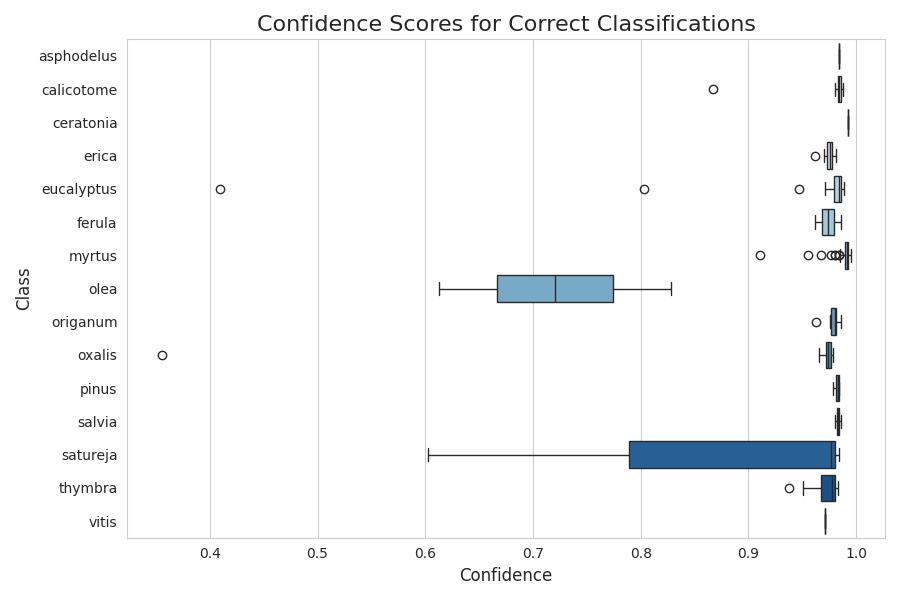 Confidence Scores for Correct Classifications
Class
asphodelus
calicotome
ceratonia
erica
eucalyptus
ferula
myrtus
olea
origanum
oxalis
pinus
salvia
satureja
thymbra
vitis
0.4 0.5 0.6 0.7 0.8 0.9 1.0
Confidence